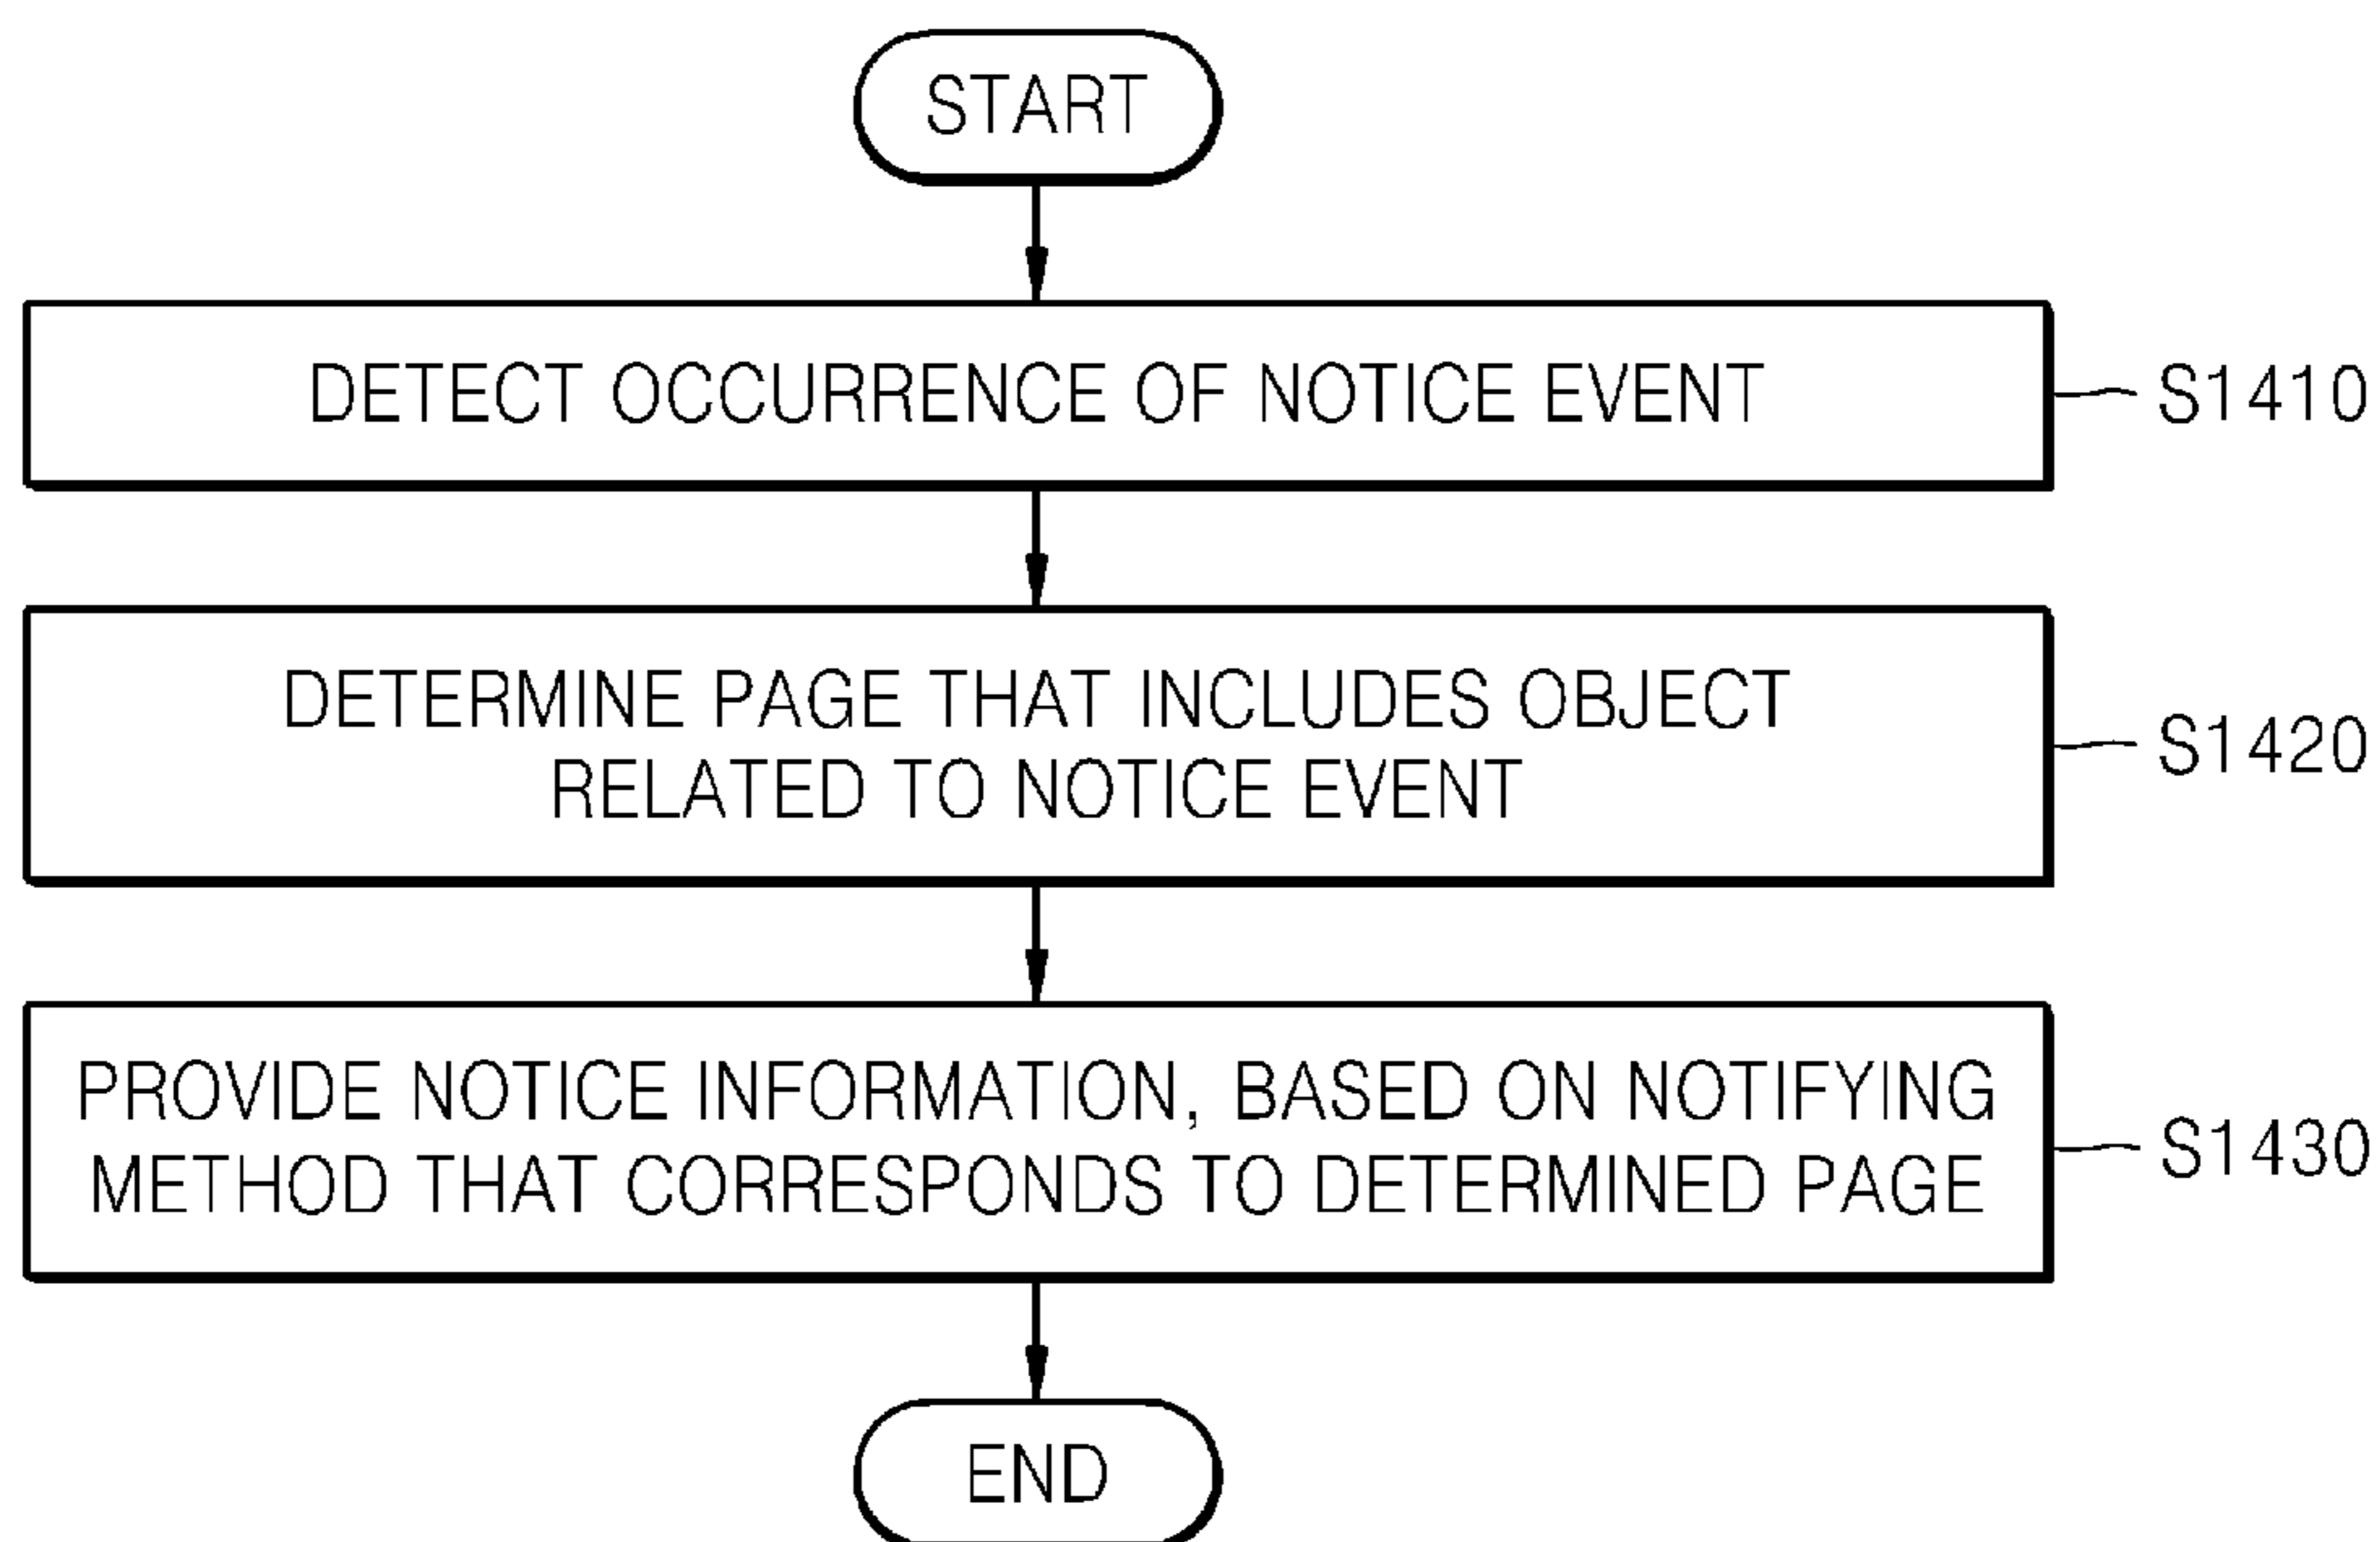 START
DETECT OCCURRENCE OF NOTICE EVENT
S1410
DETERMINE PAGE THAT INCLUDES OBJECT
RELATED TO NOTICE EVENT
S1420
PROVIDE NOTICE INFORMATION, BASED ON NOTIFYING
METHOD THAT CORRESPONDS TO DETERMINED PAGE
S1430
END